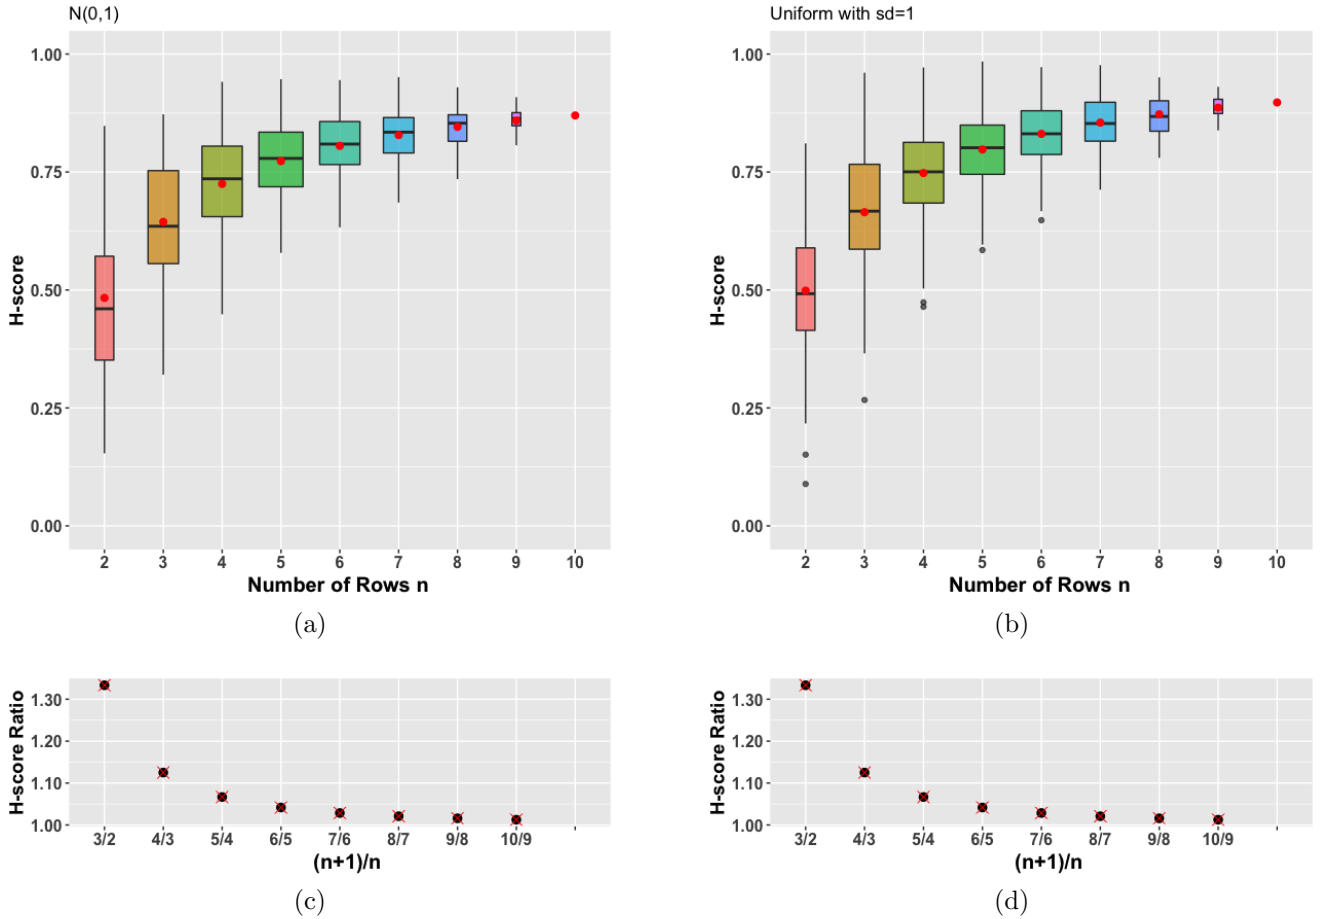 N(0,1)
H-score
1.00
0.75
0.50
0.25
0.00
2 3 4 5 6 7 8 9 10
Number of Rows n
(a)
Uniform with sd=1
H-score
1.00
0.75
0.50
0.25
0.00
2 3 4 5 6 7 8 9 10
Number of Rows n
(b)
H-score Ratio
1.30
1.20
1.10
1.00
3/2 4/3 5/4 6/5 7/6 8/7 9/8 10/9
(n+1)/n
(c)
H-score Ratio
1.30
1.20
1.10
1.00
3/2 4/3 5/4 6/5 7/6 8/7 9/8 10/9
(n+1)/n
(d)